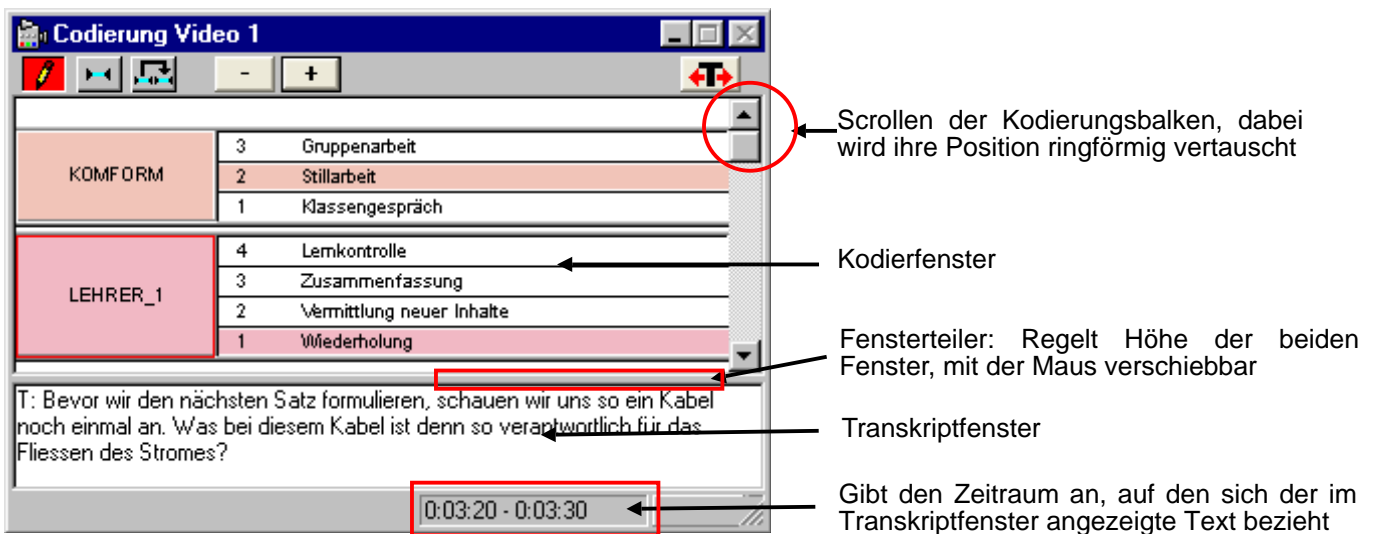 Codierung Video 1
- +
T
Scrollen der Kodierungsbalken, dabei
wird ihre Position ringförmig vertauscht
KOMFORM
3 Gruppenarbeit
2 Stillarbeit
1 Klassengespräch
LEHRER_1
4 Lernkontrolle
3 Zusammenfassung
2 Vermittlung neuer Inhalte
1 Wiederholung
Kodierfenster
Fensterteiler: Regelt Höhe der beiden
Fenster, mit der Maus verschiebbar
T: Bevor wir den nächsten Satz formulieren, schauen wir uns so ein Kabel
noch einmal an. Was bei diesem Kabel ist denn so verantwortlich für das
Fliessen des Stromes?
Transkriptfenster
0:03:20 - 0:03:30
Gibt den Zeitraum an, auf den sich der im
Transkriptfenster angezeigte Text bezieht